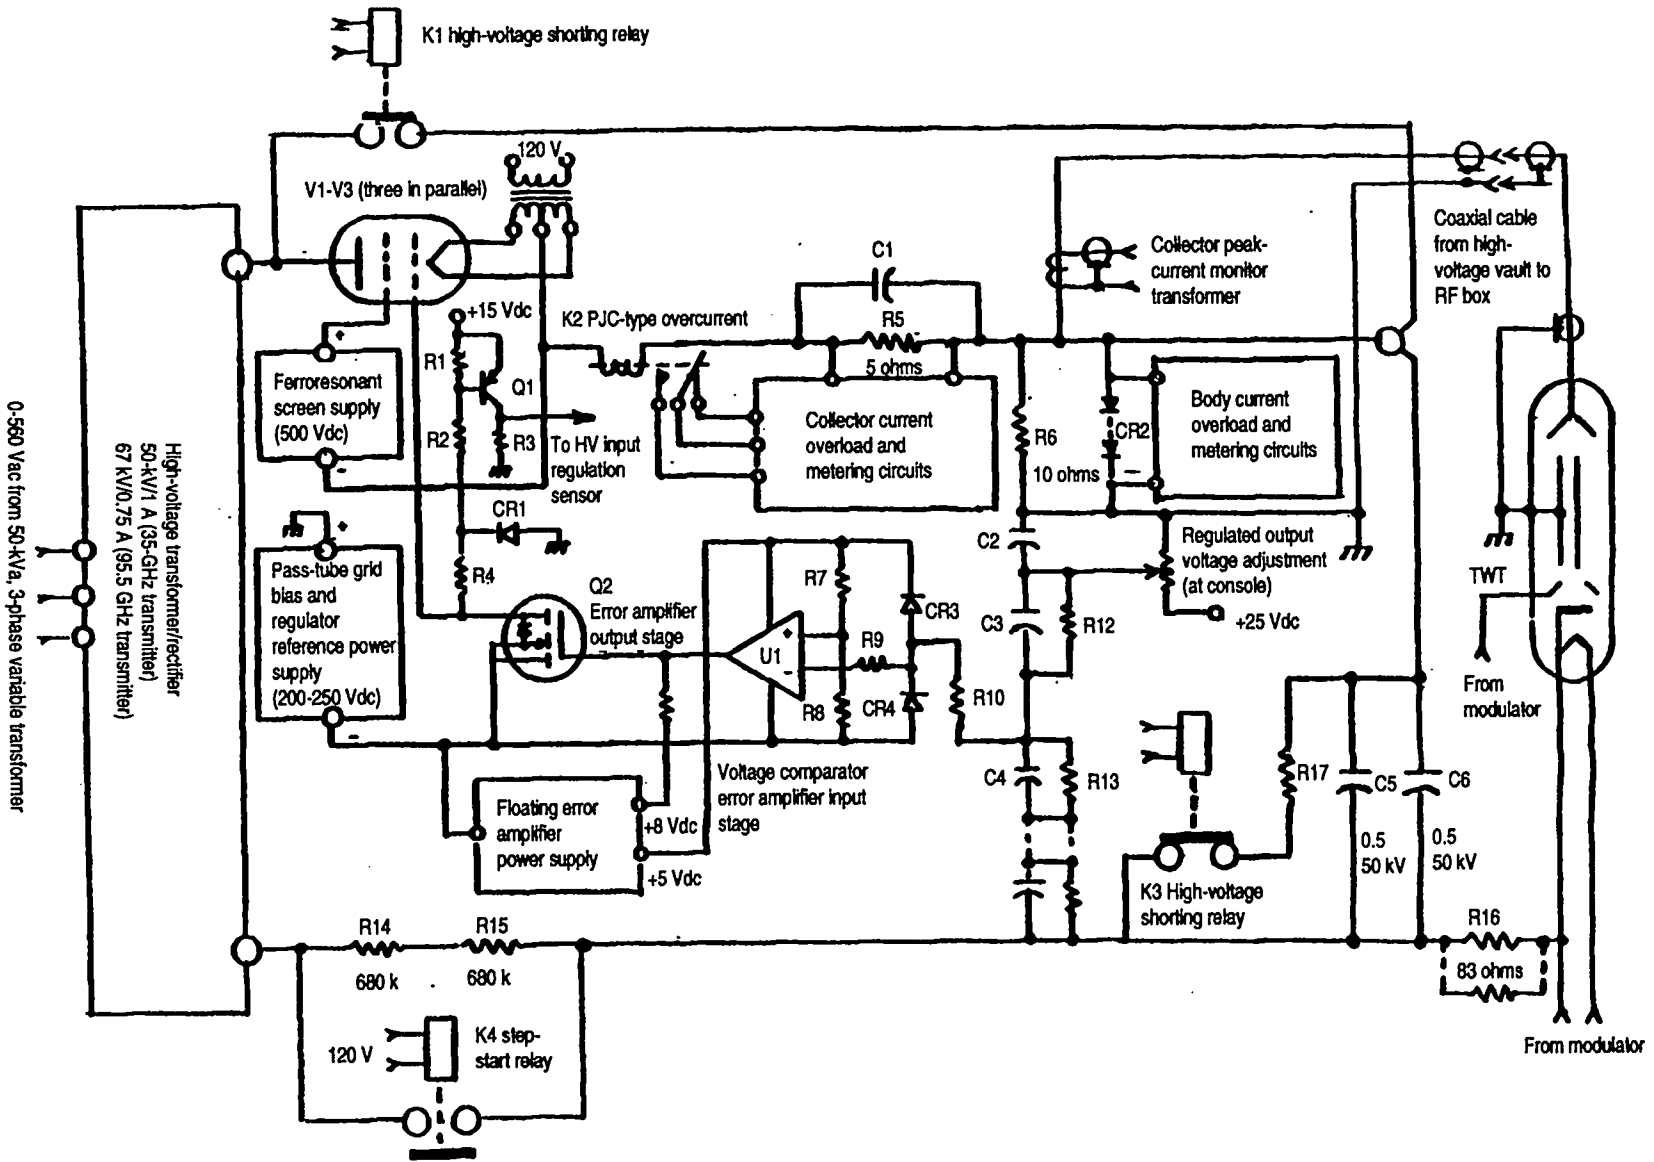 K1 high-voltage shorting relay
120 V
V1-V3 (three in parallel)
Coaxial cable
from high-
voltage vault to
RF box
Collector peak-
current monitor
transformer
C1
+15 Vdc
K2 PJC-type overcurrent
R5
5 ohms
R1
Q1
+
Ferroresonant
screen supply
(500 Vdc)
-
R2
R3
To HV input
regulation
sensor
Collector current
overload and
metering circuits
R6
CR2
10 ohms
-
Body current
overload and
metering circuits
0-560 Vac from 50-kVa, 3-phase variable transformer
High-voltage transformer/rectifier
50-kV/1 A (35-GHz transmitter)
67 kV/0.75 A (95.5 GHz transmitter)
CR1
+
Pass-tube grid
bias and
regulator
reference power
supply
(200-250 Vdc)
-
R4
Q2
Error amplifier
output stage
U1
+
-
R7
R8
R9
CR3
CR4
R10
C2
C3
R12
Regulated output
voltage adjustment
(at console)
+25 Vdc
TWT
From
modulator
Floating error
amplifier
power supply
+8 Vdc
+5 Vdc
Voltage comparator
error amplifier input
stage
C4
R13
K3 High-voltage
shorting relay
R17
C5
0.5
50 kV
C6
0.5
50 kV
R14
680 k
R15
680 k
R16
83 ohms
120 V
K4 step-
start relay
From modulator